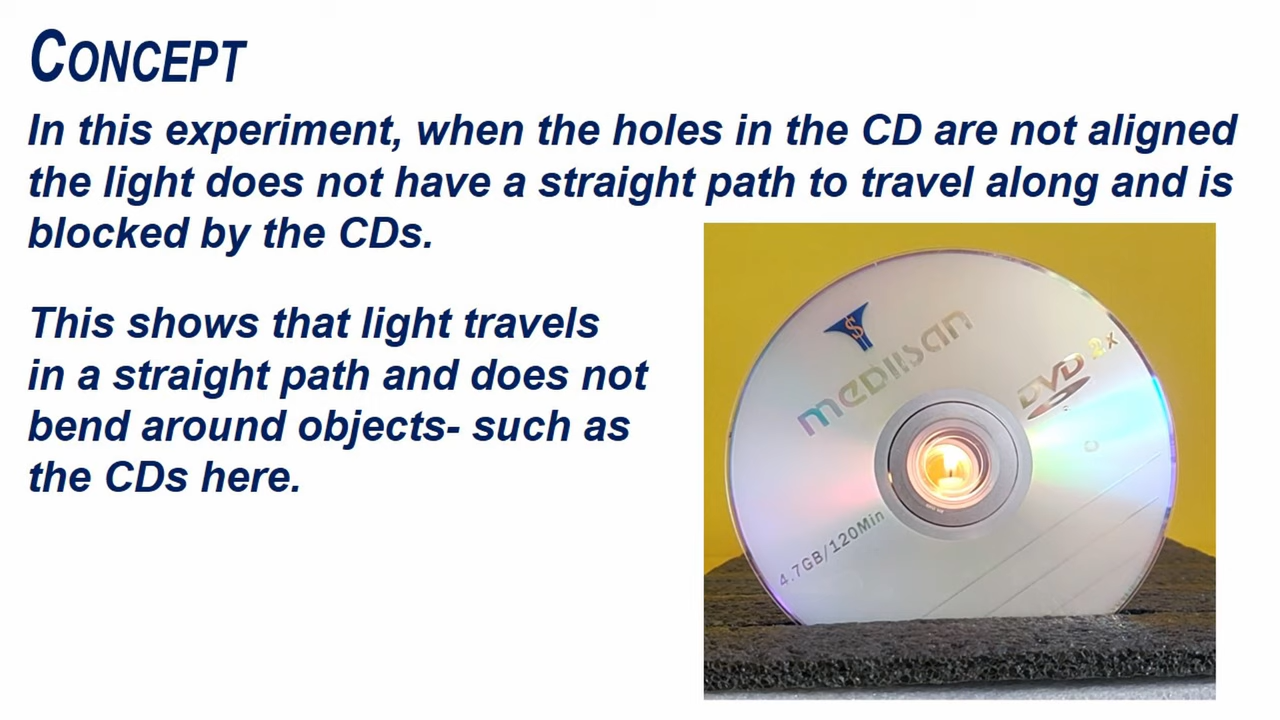 CONCEPT
In this experiment, when the holes in the CD are not aligned
the light does not have a straight path to travel along and is
blocked by the CDs.
This shows that light travels
in a straight path and does not
bend around objects- such as
the CDs here.
$
mediisan
DVD 2x
4.7GB/120Min